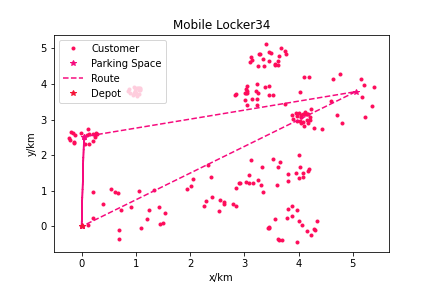 Mobile Locker34
Customer
Parking Space
Route
Depot
y/km
5
4
3
2
1
0
0 1 2 3 4 5
x/km